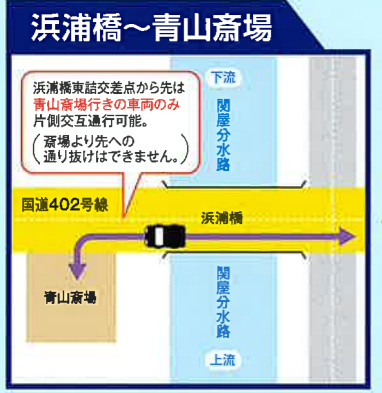 浜浦橋～青山斎場
浜浦橋東詰交差点から先は
青山斎場行きの車両のみ
片側交互通行可能。
（斎場より先への
通り抜けはできません。）
下流
関屋分水路
国道402号線
浜浦橋
青山斎場
関屋分水路
上流